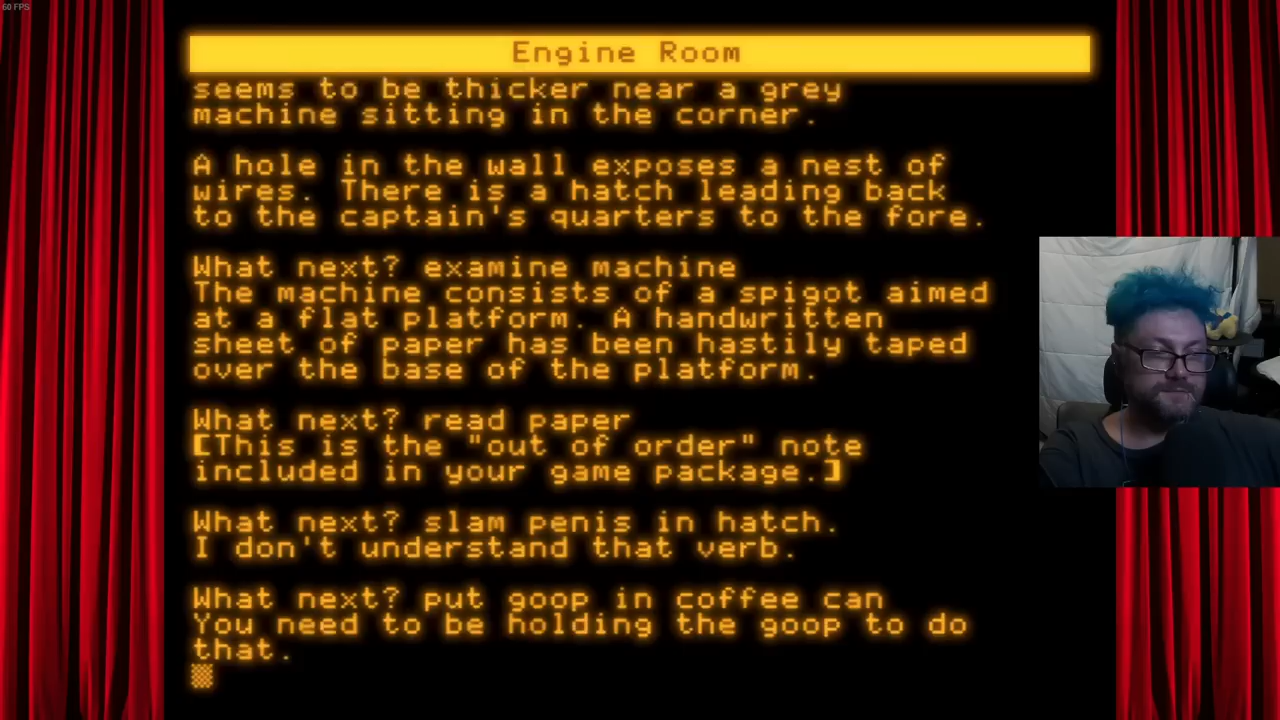 60 FPS
Engine Room
seems to be thicker near a grey
machine sitting in the corner.
A hole in the wall exposes a nest of
wires. There is a hatch leading back
to the captain's quarters to the fore.
What next? examine machine
The machine consists of a spigot aimed
at a flat platform. A handwritten
sheet of paper has been hastily taped
over the base of the platform.
What next? read paper
[This is the "out of order" note
included in your game package.]
What next? slam penis in hatch.
I don't understand that verb.
What next? put goop in coffee can
You need to be holding the goop to do
that.